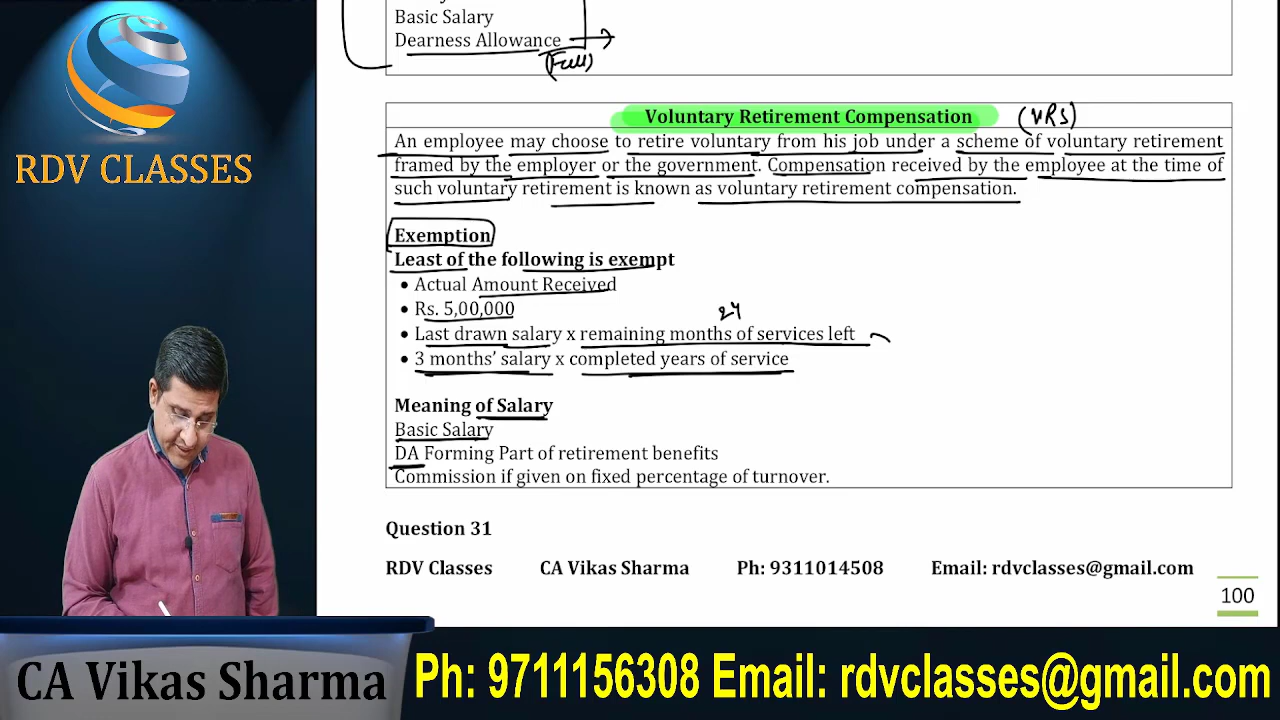 Basic Salary
Dearness Allowance
(Full)
RDV CLASSES
Voluntary Retirement Compensation (VRS)
An employee may choose to retire voluntary from his job under a scheme of voluntary retirement
framed by the employer or the government. Compensation received by the employee at the time of
such voluntary retirement is known as voluntary retirement compensation.
Exemption
Least of the following is exempt
• Actual Amount Received
• Rs. 5,00,000
24
• Last drawn salary x remaining months of services left
• 3 months’ salary x completed years of service
Meaning of Salary
Basic Salary
DA Forming Part of retirement benefits
Commission if given on fixed percentage of turnover.
Question 31
RDV Classes CA Vikas Sharma Ph: 9311014508 Email: rdvclasses@gmail.com
100
CA Vikas Sharma Ph: 9711156308 Email: rdvclasses@gmail.com